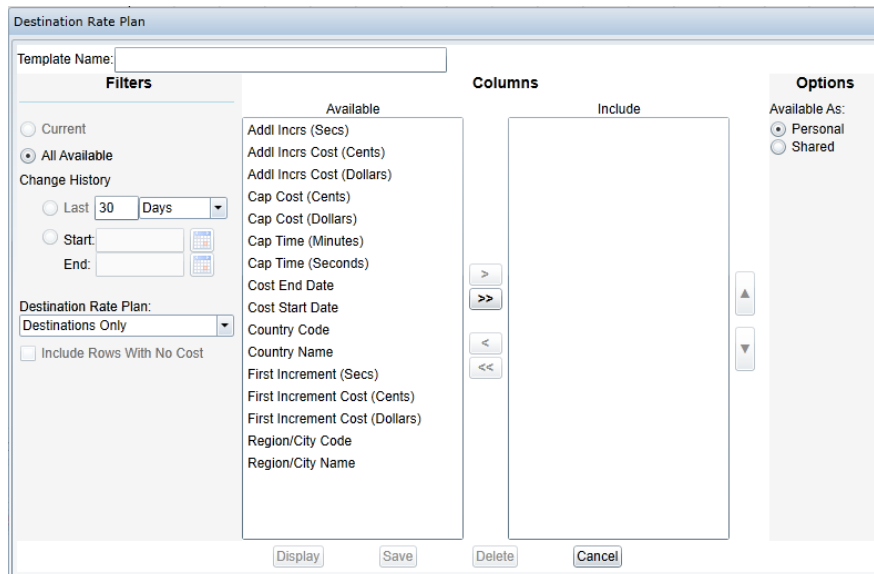 Destination Rate Plan
Template Name:
Filters
Current
All Available
Change History
Last 30 Days
Start:
End:
Destination Rate Plan:
Destinations Only
Include Rows With No Cost
Columns
Available
Addl Incrs (Secs)
Addl Incrs Cost (Cents)
Addl Incrs Cost (Dollars)
Cap Cost (Cents)
Cap Cost (Dollars)
Cap Time (Minutes)
Cap Time (Seconds)
Cost End Date
Cost Start Date
Country Code
Country Name
First Increment (Secs)
First Increment Cost (Cents)
First Increment Cost (Dollars)
Region/City Code
Region/City Name
>
>>
<
<<
Include
Options
Available As:
Personal
Shared
Display Save Delete Cancel